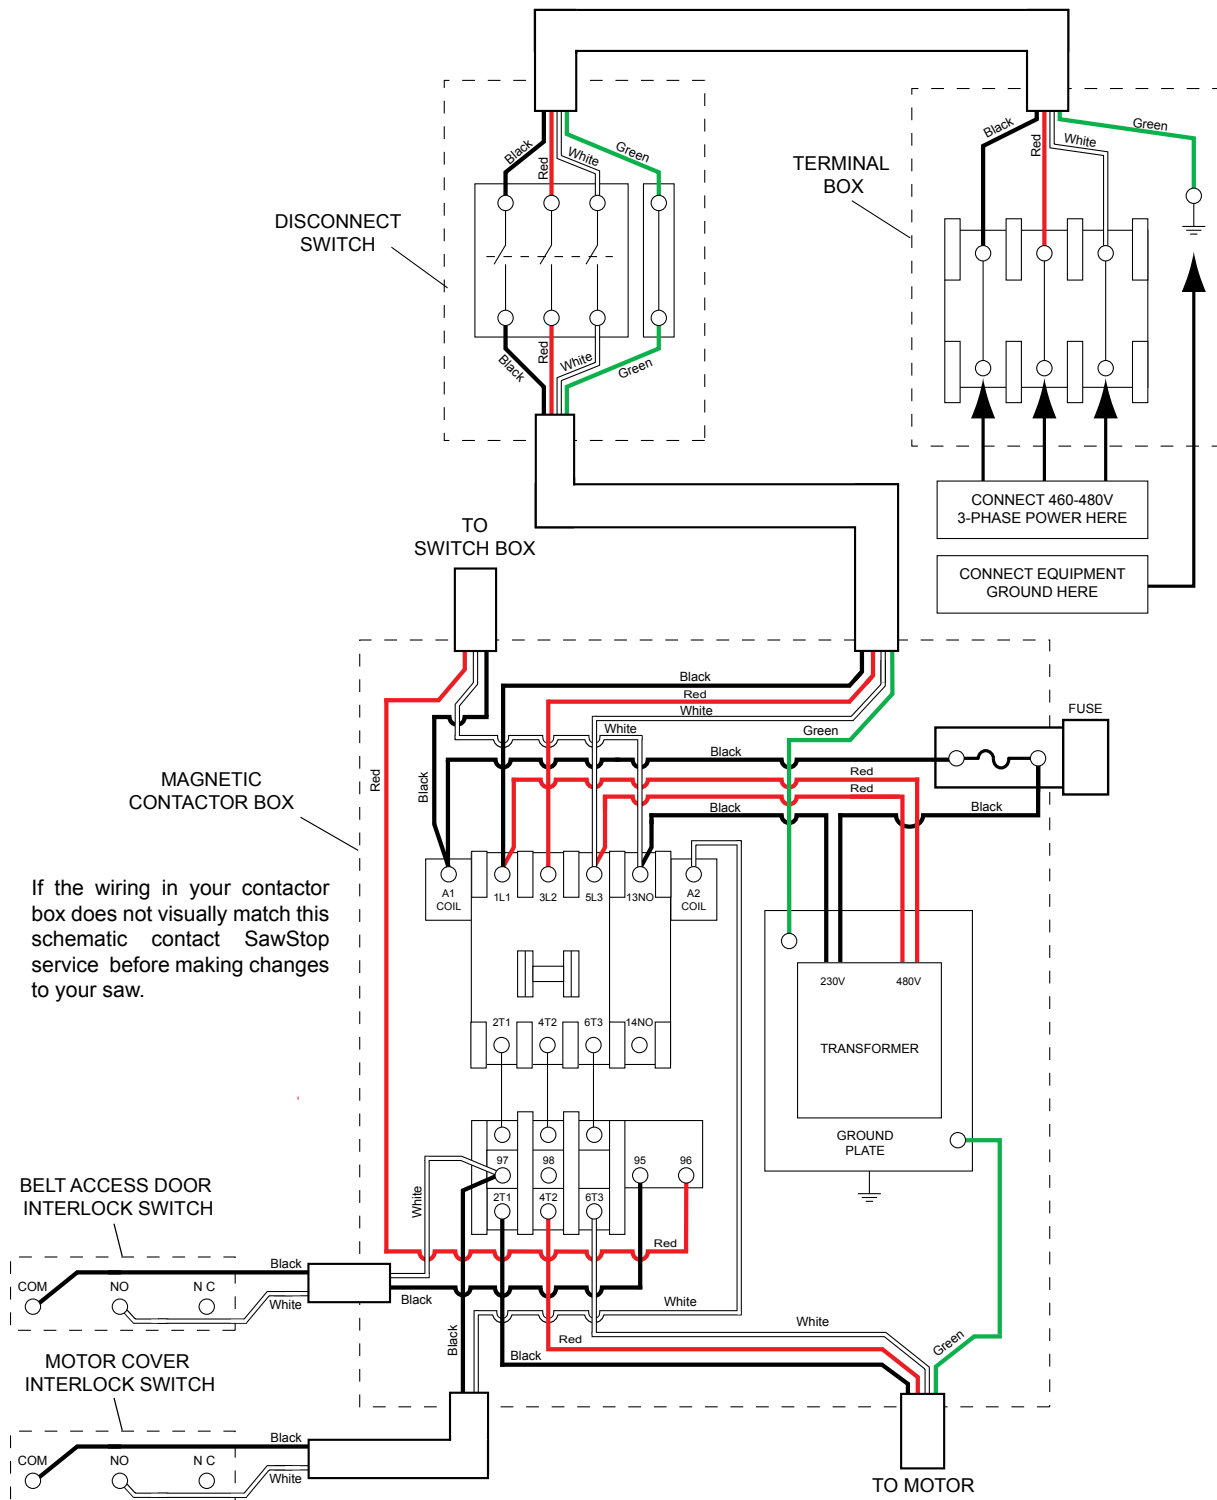 Black
Red
White
Green
Black
Red
White
Green
TERMINAL
BOX
DISCONNECT
SWITCH
Black
Red
White
Green
CONNECT 460-480V
3-PHASE POWER HERE
CONNECT EQUIPMENT
GROUND HERE
TO
SWITCH BOX
Black
Red
White
White
Green
FUSE
Black
Red
Red
Black
Black
Red
Black
MAGNETIC
CONTACTOR BOX
If the wiring in your contactor
box does not visually match this
schematic contact SawStop
service before making changes
to your saw.
A1
COIL
1L1
3L2
5L3
13NO
A2
COIL
2T1
4T2
6T3
14NO
230V
480V
TRANSFORMER
GROUND
PLATE
97
98
95
96
2T1
4T2
6T3
White
Red
BELT ACCESS DOOR
INTERLOCK SWITCH
COM
NO
N C
Black
White
Black
White
Black
White
Red
Black
Green
MOTOR COVER
INTERLOCK SWITCH
COM
NO
N C
Black
White
TO MOTOR